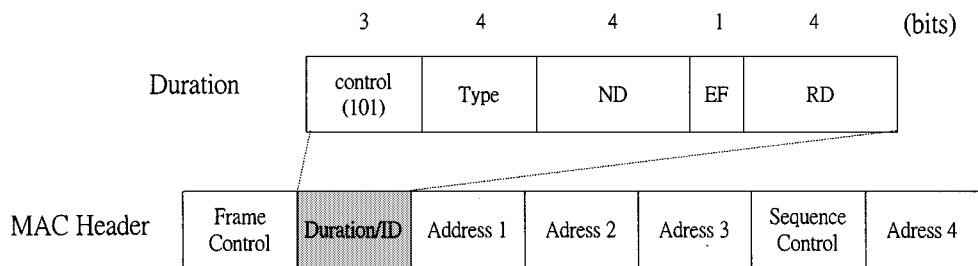 3 4 4 1 4 (bits)
Duration control (101) Type ND EF RD
MAC Header Frame Control Duration/ID Address 1 Adress 2 Adress 3 Sequence Control Adress 4